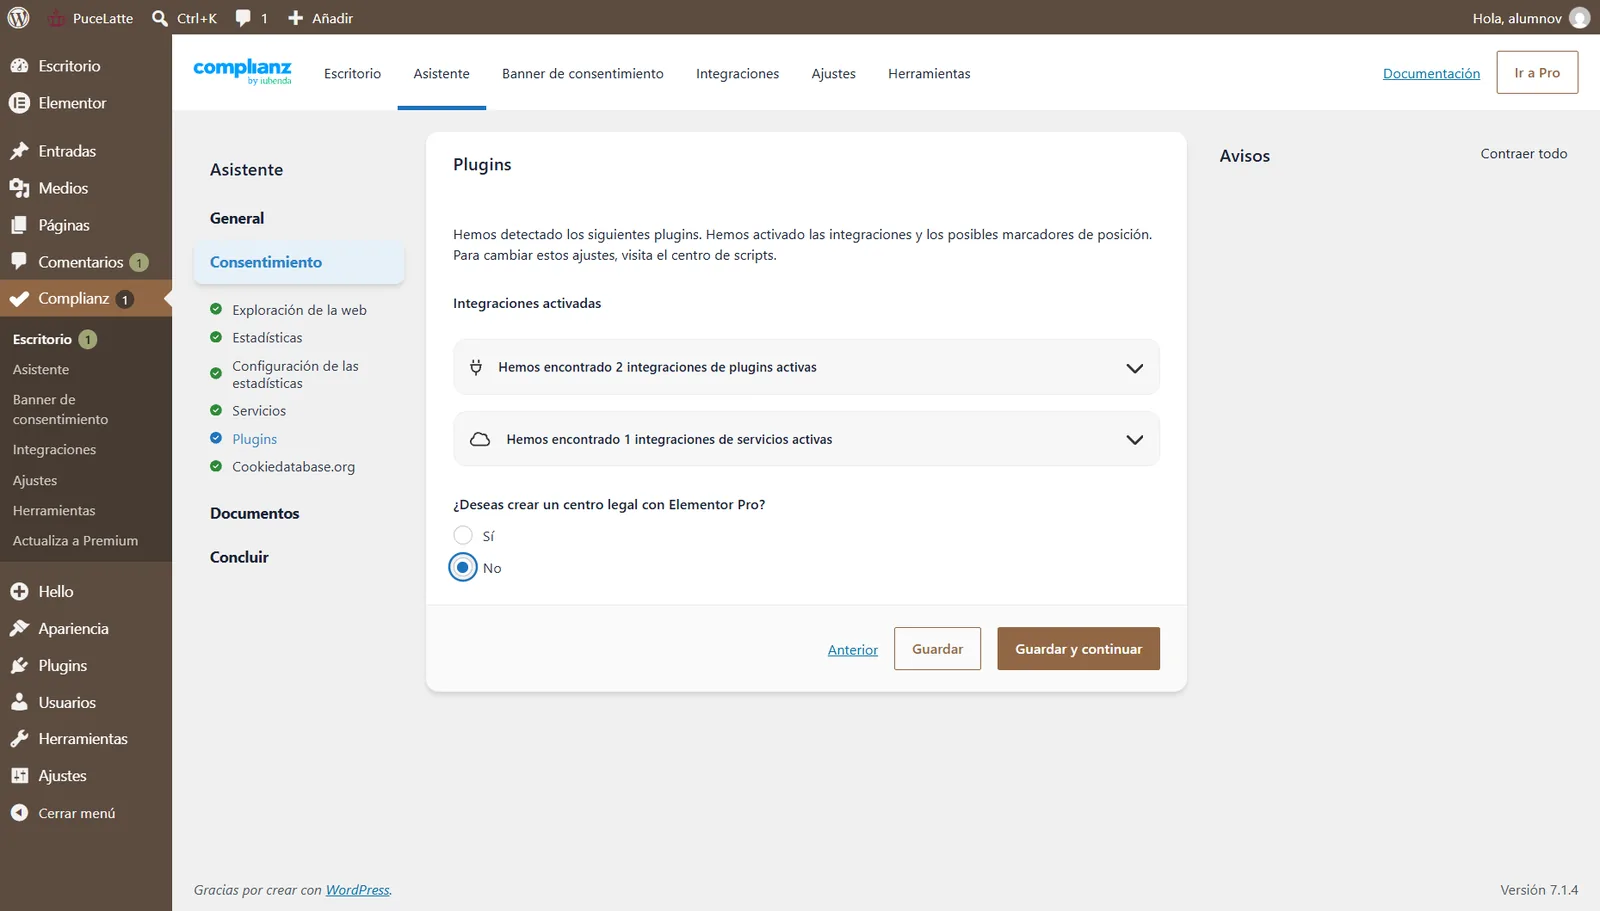 PuceLatte
Ctrl+K
1
Añadir
Hola, alumnov
Escritorio
Elementor
Entradas
Medios
Páginas
Comentarios 1
Complianz 1
Escritorio 1
Asistente
Banner de
consentimiento
Integraciones
Ajustes
Herramientas
Actualiza a Premium
Hello
Apariencia
Plugins
Usuarios
Herramientas
Ajustes
Cerrar menú
complianz
by iubenda
Escritorio
Asistente
Banner de consentimiento
Integraciones
Ajustes
Herramientas
Documentación
Ir a Pro
Asistente
General
Consentimiento
Exploración de la web
Estadísticas
Configuración de las
estadísticas
Servicios
Plugins
Cookiedatabase.org
Documentos
Concluir
Plugins
Hemos detectado los siguientes plugins. Hemos activado las integraciones y los posibles marcadores de posición.
Para cambiar estos ajustes, visita el centro de scripts.
Integraciones activadas
Hemos encontrado 2 integraciones de plugins activas
Hemos encontrado 1 integraciones de servicios activas
¿Deseas crear un centro legal con Elementor Pro?
Sí
No
Anterior
Guardar
Guardar y continuar
Avisos
Contraer todo
Gracias por crear con WordPress.
Versión 7.1.4